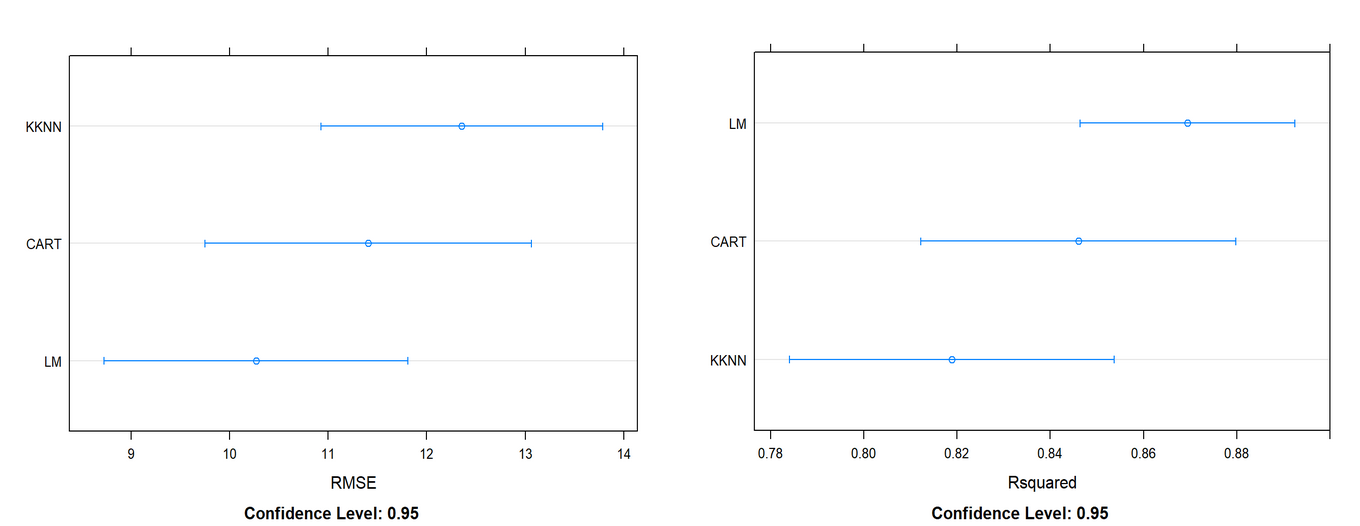 KKNN
CART
LM
9 10 11 12 13 14
RMSE
Confidence Level: 0.95
LM
CART
KKNN
0.78 0.80 0.82 0.84 0.86 0.88
Rsquared
Confidence Level: 0.95